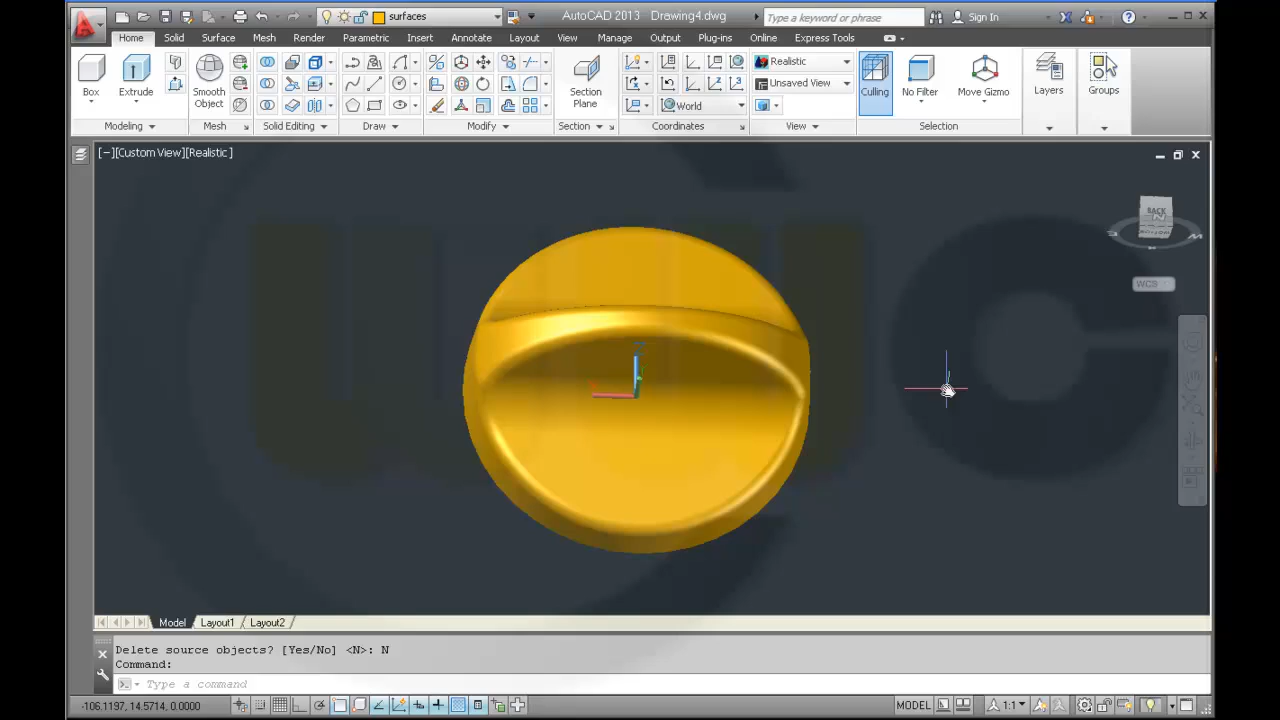 surfaces
AutoCAD 2013 Drawing4.dwg
Type a keyword or phrase
Sign In
Home Solid Surface Mesh Render Parametric Insert Annotate Layout View Manage Output Plug-ins Online Express Tools
Box
Extrude
Smooth
Object
Section
Plane
Realistic
Unsaved View
World
Culling
No Filter
Move Gizmo
Layers
Groups
Modeling Mesh Solid Editing Draw Modify Section Coordinates View Selection
[−][Custom View][Realistic]
BACK
WCS
Model Layout1 Layout2
Delete source objects? [Yes/No] <N>: N
Command:
Type a command
-106.1197, 14.5714, 0.0000
MODEL
1:1